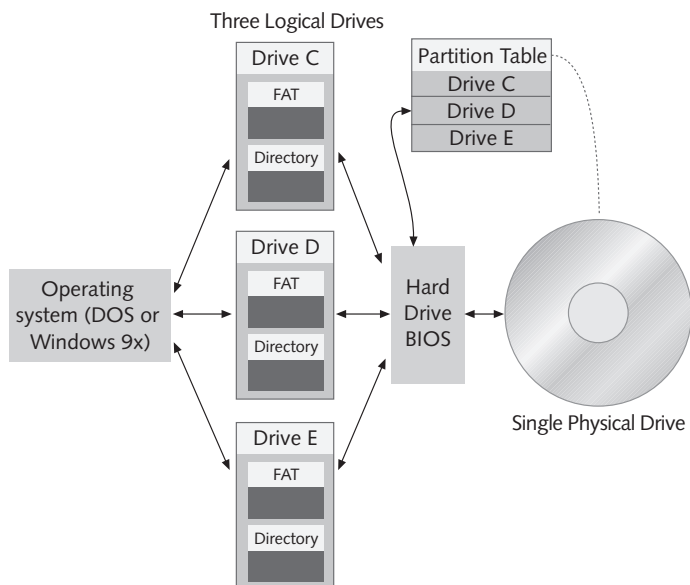 Three Logical Drives
Drive C
FAT
Directory
Drive D
FAT
Directory
Drive E
FAT
Directory
Operating
system (DOS or
Windows 9x)
Partition Table
Drive C
Drive D
Drive E
Hard
Drive
BIOS
Single Physical Drive